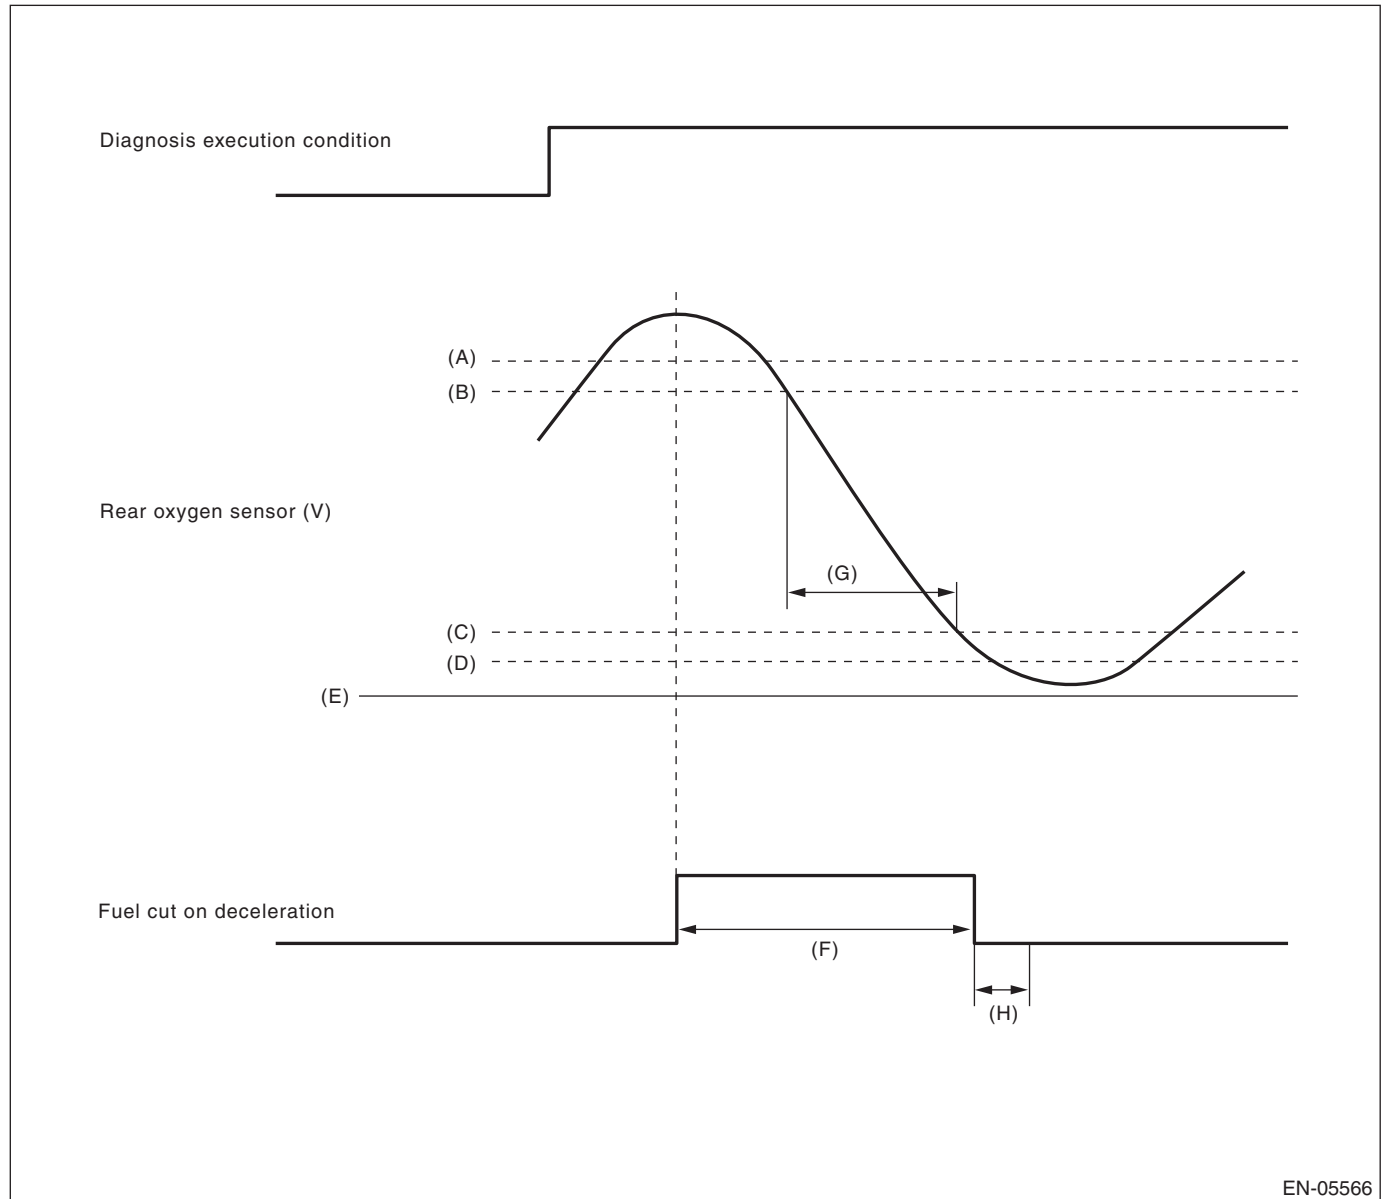 Diagnosis execution condition
(A)
(B)
Rear oxygen sensor (V)
(G)
(C)
(D)
(E)
Fuel cut on deceleration
(F)
(H)
EN-05566